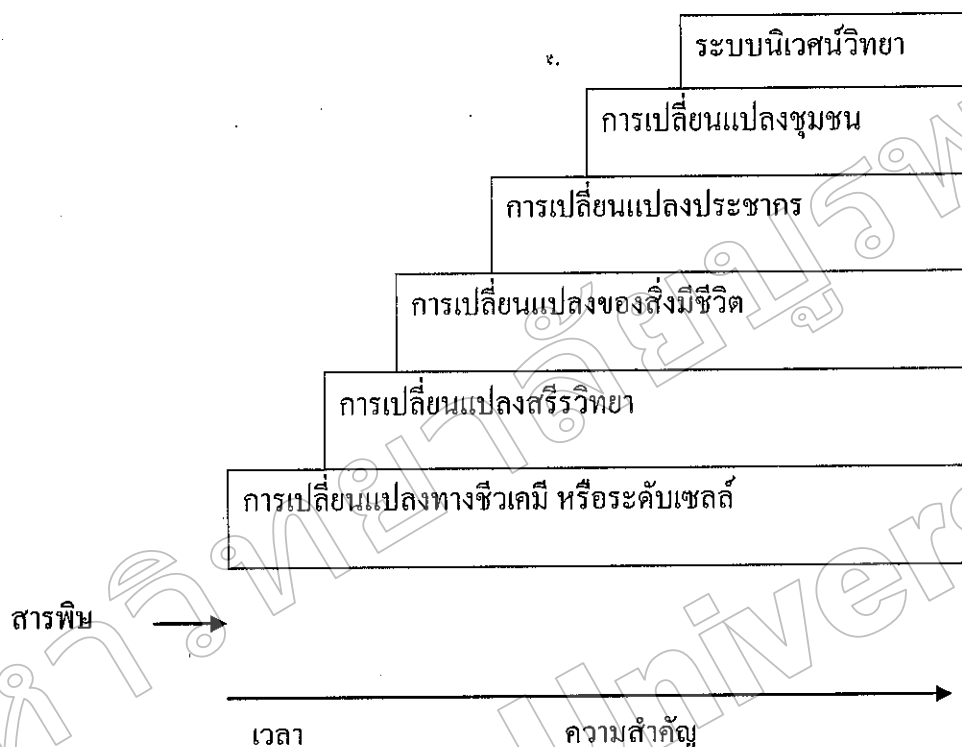 ระบบนิเวศน์วิทยา
การเปลี่ยนแปลงชุมชน
การเปลี่ยนแปลงประชากร
การเปลี่ยนแปลงของสิ่งมีชีวิต
การเปลี่ยนแปลงสรีรวิทยา
การเปลี่ยนแปลงทางชีวเคมี หรือระดับเซลล์
สารพิษ
เวลา ความสำคัญ